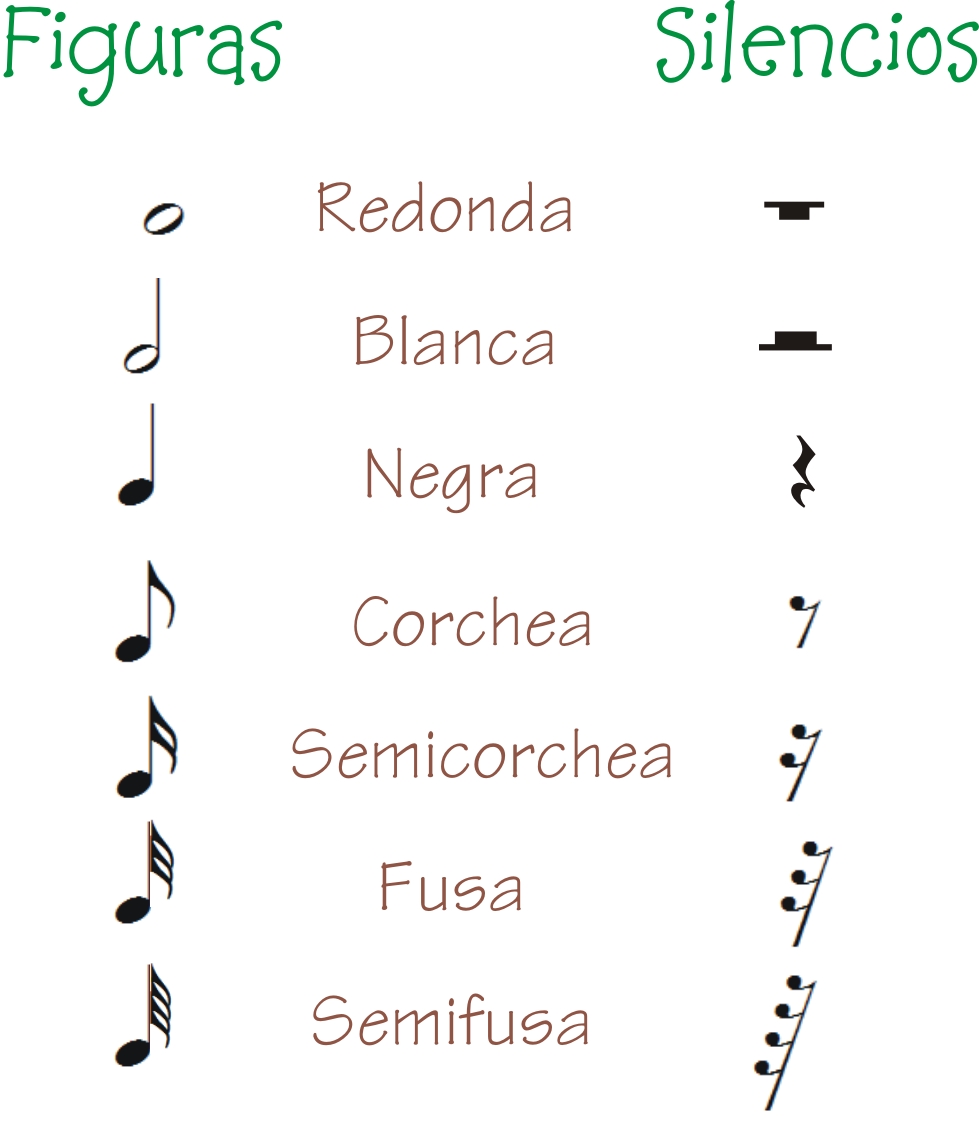 Figuras Silencios
Redonda
Blanca
Negra
Corchea
Semicorchea
Fusa
Semifusa